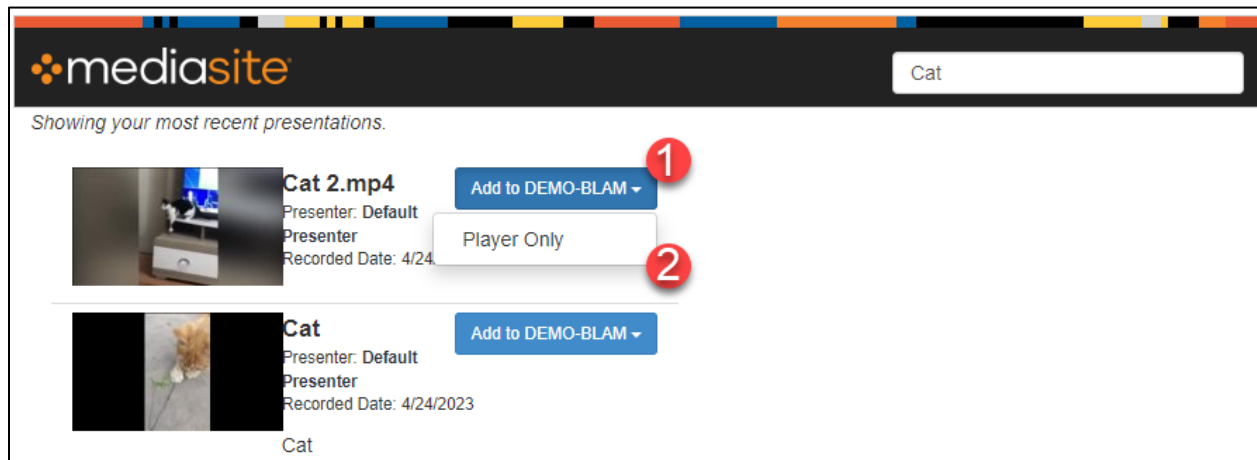 mediasite
Cat
Showing your most recent presentations.
1
Cat 2.mp4
Add to DEMO-BLAM
Presenter: Default
Presenter
Player Only
Recorded Date: 4/24
2
Cat
Add to DEMO-BLAM
Presenter: Default
Presenter
Recorded Date: 4/24/2023
Cat